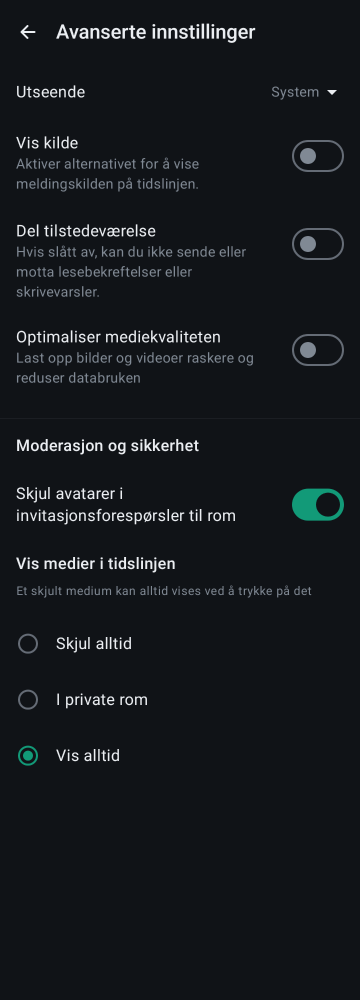 Avanserte innstillinger
Utseende
System
Vis kilde
Aktiver alternativet for å vise
meldingskilden på tidslinjen.
Del tilstedeværelse
Hvis slått av, kan du ikke sende eller
motta lesebekreftelser eller
skrivevarsler.
Optimaliser mediekvaliteten
Last opp bilder og videoer raskere og
reduser databruken
Moderasjon og sikkerhet
Skjul avatarer i
invitasjonsforespørsler til rom
Vis medier i tidslinjen
Et skjult medium kan alltid vises ved å trykke på det
Skjul alltid
I private rom
Vis alltid